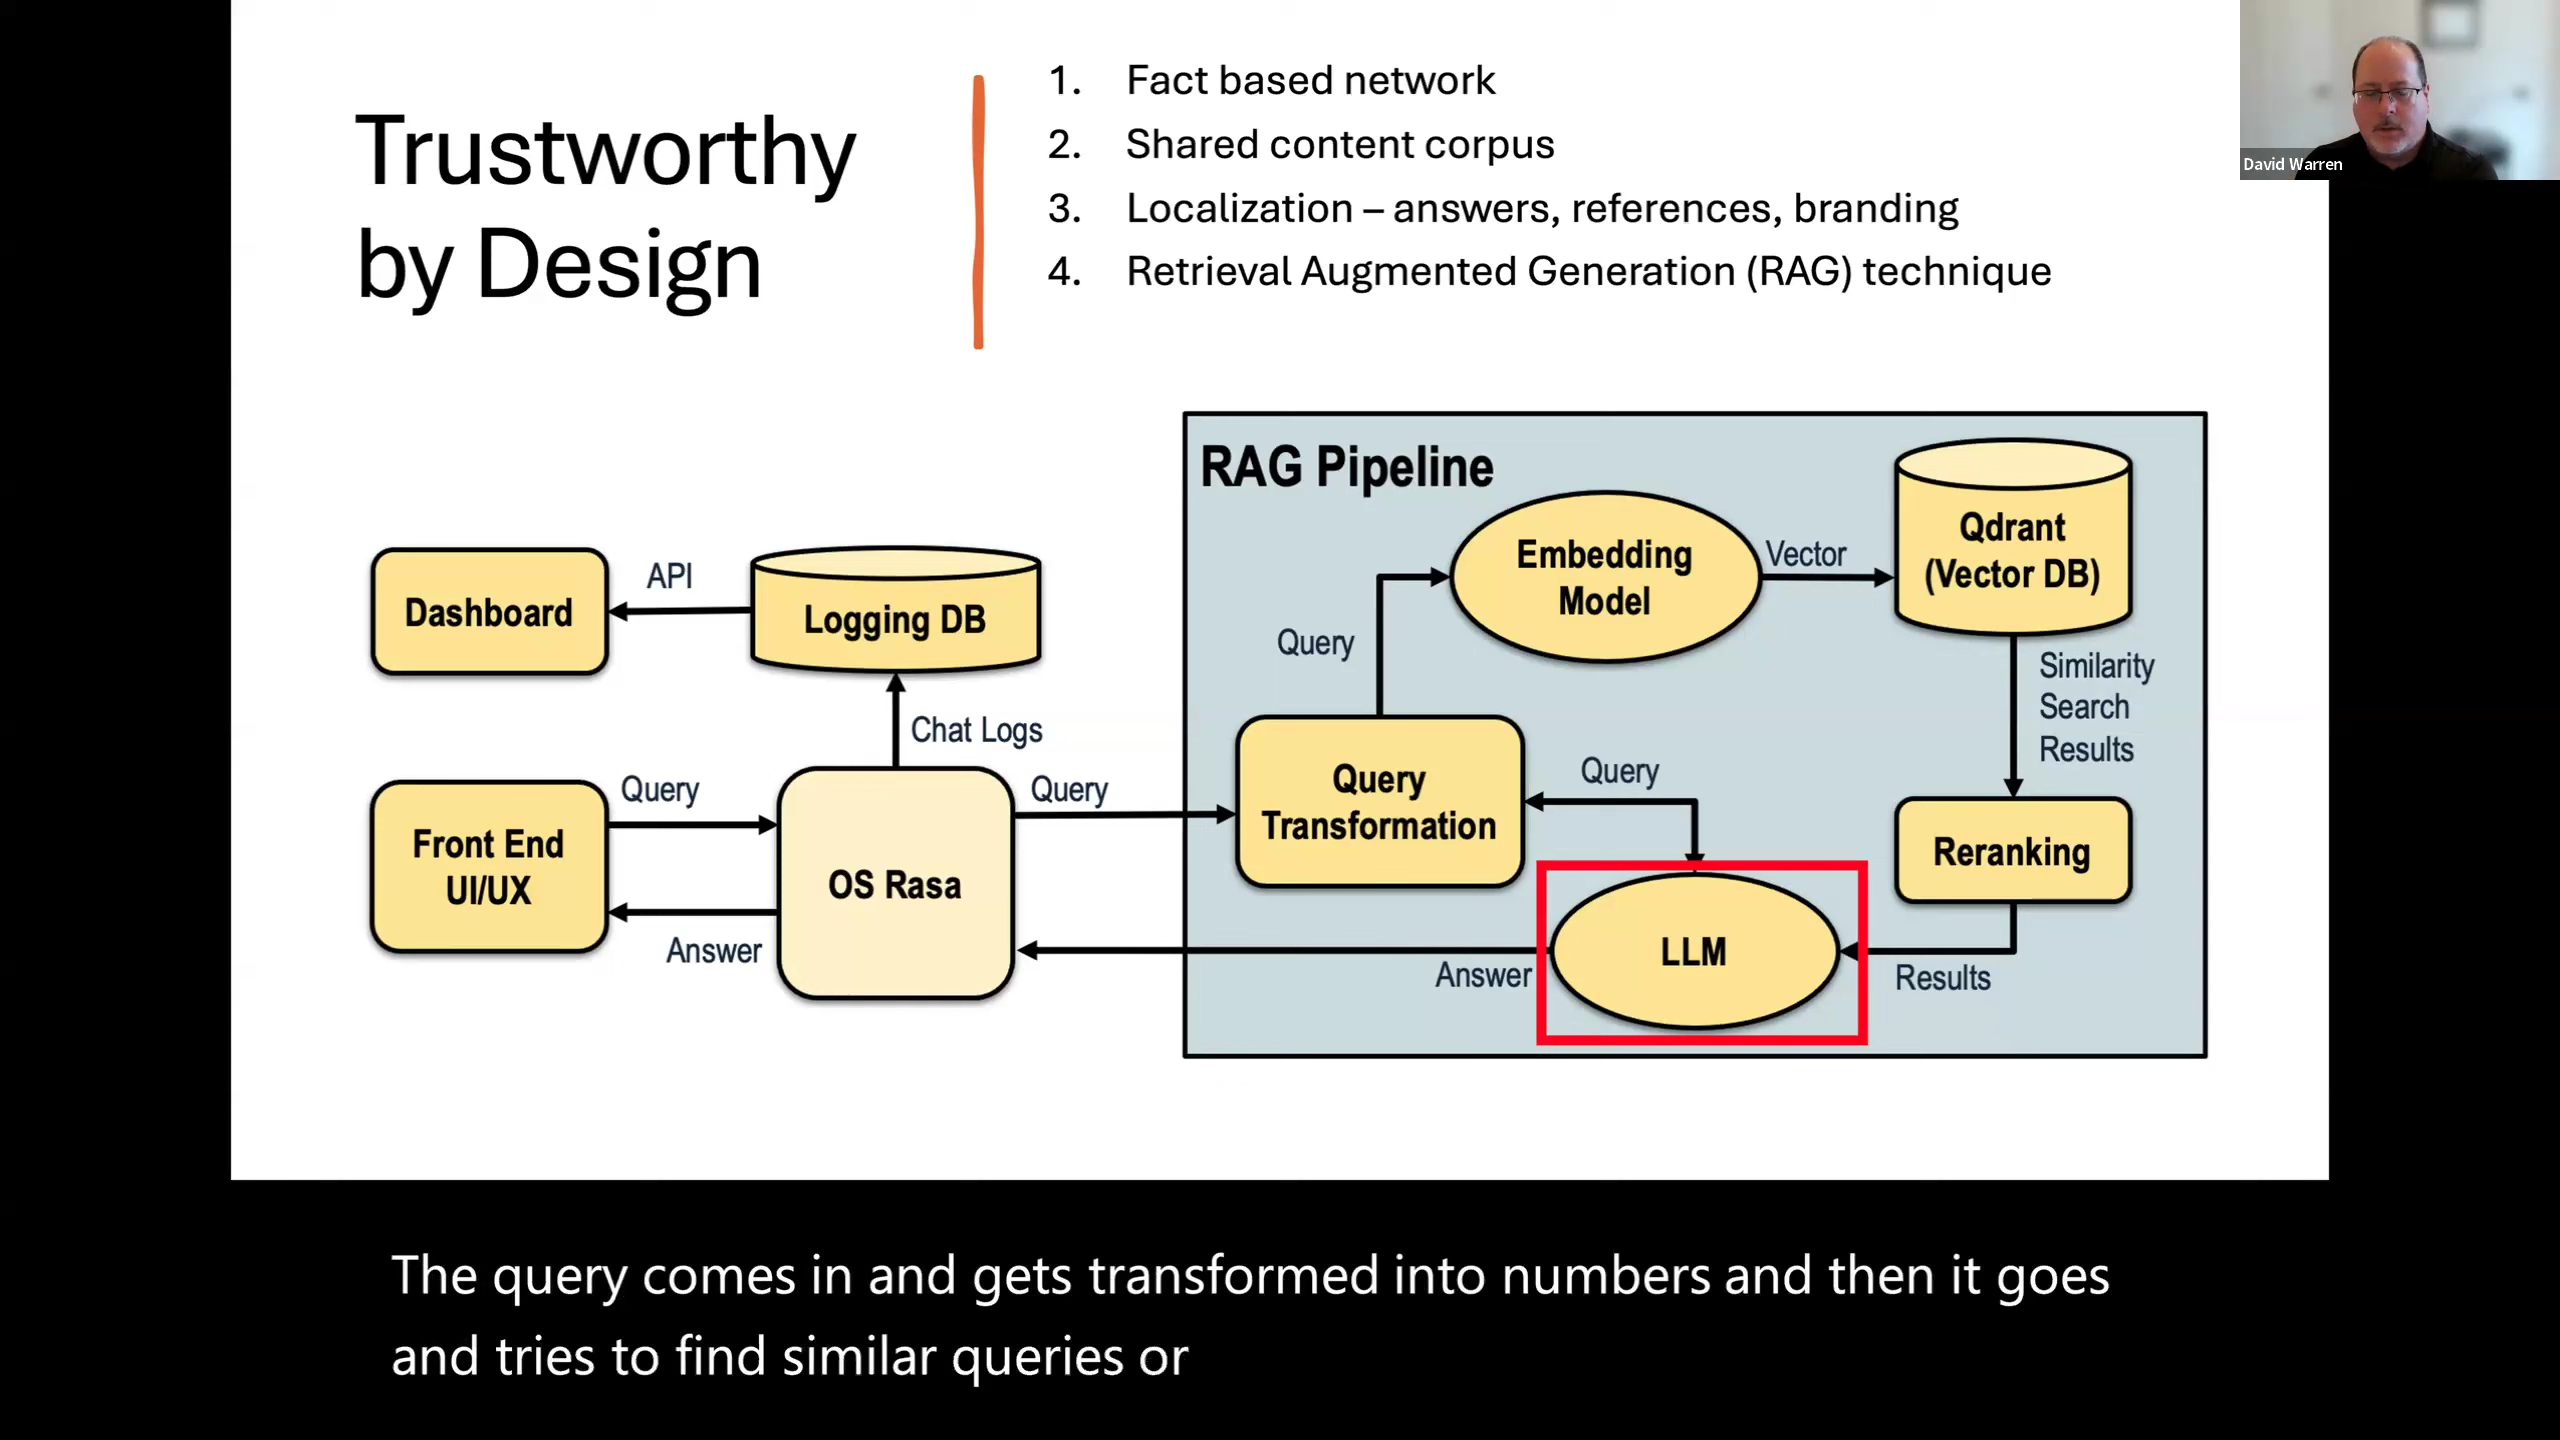 Trustworthy
by Design
1. Fact based network
2. Shared content corpus
3. Localization – answers, references, branding
4. Retrieval Augmented Generation (RAG) technique
David Warren
RAG Pipeline
Dashboard
API
Logging DB
Chat Logs
Front End
UI/UX
Query
Answer
OS Rasa
Query
Query
Transformation
Query
Embedding
Model
Vector
Qdrant
(Vector DB)
Similarity
Search
Results
Reranking
Results
Query
LLM
Answer
The query comes in and gets transformed into numbers and then it goes
and tries to find similar queries or